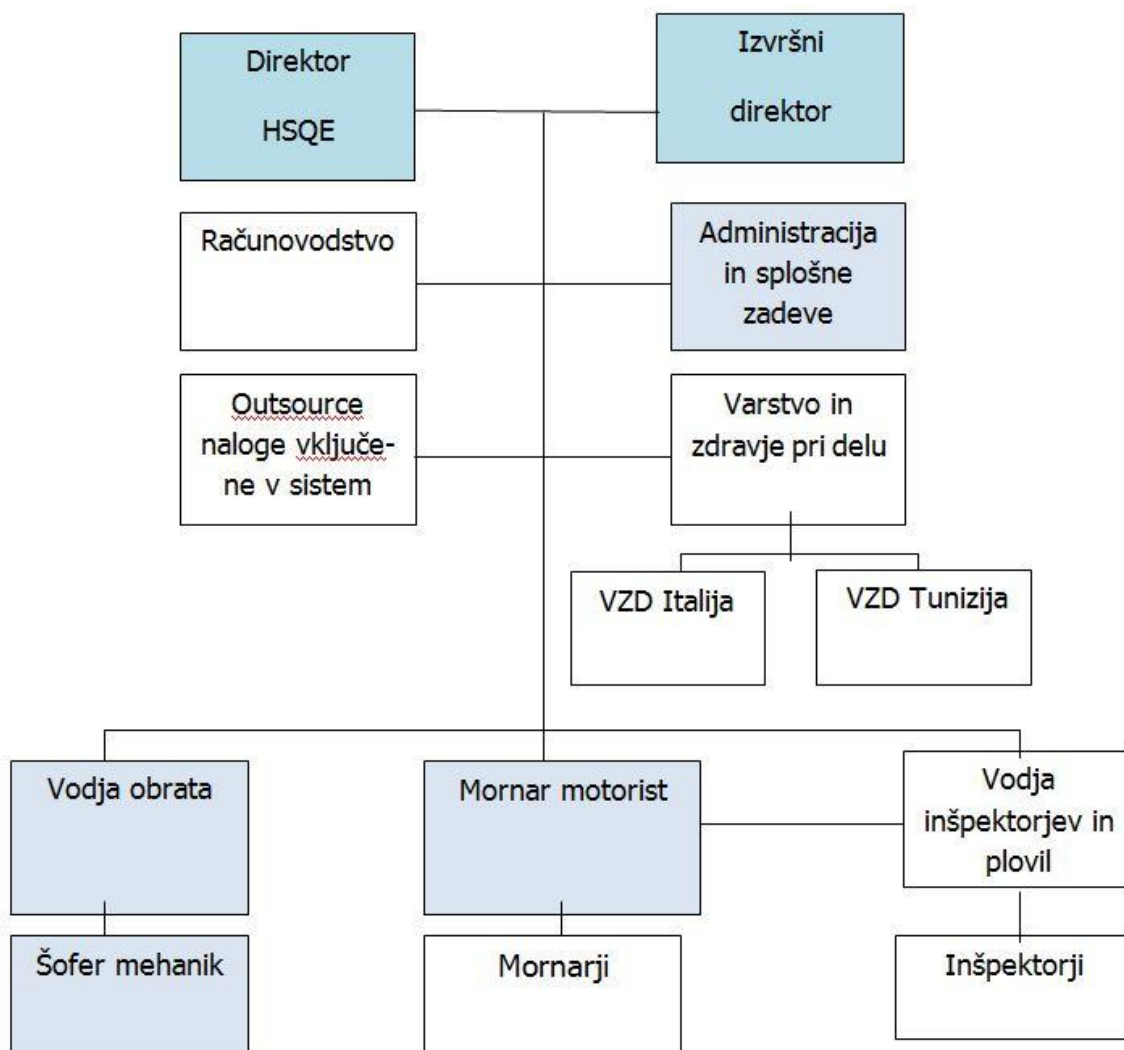 Direktor
HSQE
Izvršni
direktor
Računovodstvo
Administracija
in splošne
zadeve
Outsource
naloge vključe-
ne v sistem
Varstvo in
zdravje pri delu
VZD Italija
VZD Tunizija
Vodja obrata
Mornar motorist
Vodja
inšpektorjev in
plovil
Šofer mehanik
Mornarji
Inšpektorji